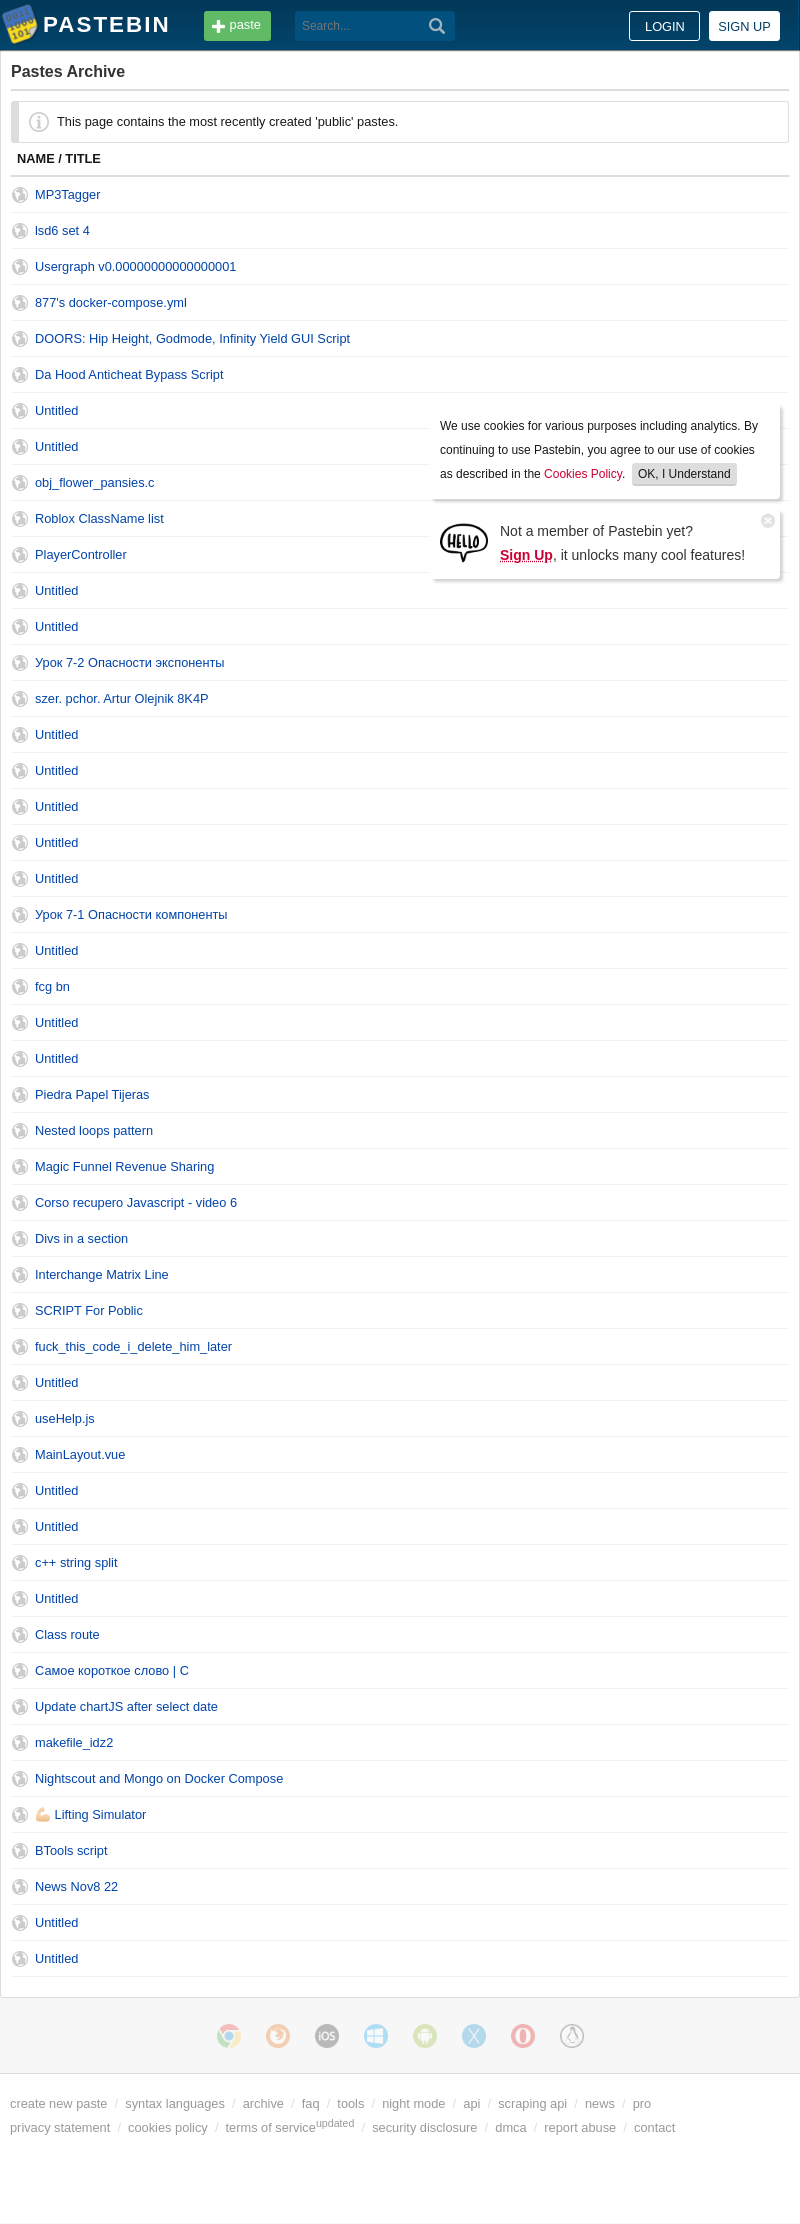 PASTEBIN paste Search... LOGIN SIGN UP
Pastes Archive
This page contains the most recently created 'public' pastes.
NAME / TITLE
MP3Tagger
lsd6 set 4
Usergraph v0.00000000000000001
877's docker-compose.yml
DOORS: Hip Height, Godmode, Infinity Yield GUI Script
Da Hood Anticheat Bypass Script
Untitled
Untitled
obj_flower_pansies.c
Roblox ClassName list
PlayerController
We use cookies for various purposes including analytics. By
continuing to use Pastebin, you agree to our use of cookies
as described in the Cookies Policy. OK, I Understand
HELLO
Not a member of Pastebin yet?
Sign Up, it unlocks many cool features!
Untitled
Untitled
Урок 7-2 Опасности экспоненты
szer. pchor. Artur Olejnik 8K4P
Untitled
Untitled
Untitled
Untitled
Untitled
Урок 7-1 Опасности компоненты
Untitled
fcg bn
Untitled
Untitled
Piedra Papel Tijeras
Nested loops pattern
Magic Funnel Revenue Sharing
Corso recupero Javascript - video 6
Divs in a section
Interchange Matrix Line
SCRIPT For Poblic
fuck_this_code_i_delete_him_later
Untitled
useHelp.js
MainLayout.vue
Untitled
Untitled
c++ string split
Untitled
Class route
Самое короткое слово | C
Update chartJS after select date
makefile_idz2
Nightscout and Mongo on Docker Compose
💪🏻 Lifting Simulator
BTools script
News Nov8 22
Untitled
Untitled
iOS
create new paste / syntax languages / archive / faq / tools / night mode / api / scraping api / news / pro
privacy statement / cookies policy / terms of service updated / security disclosure / dmca / report abuse / contact